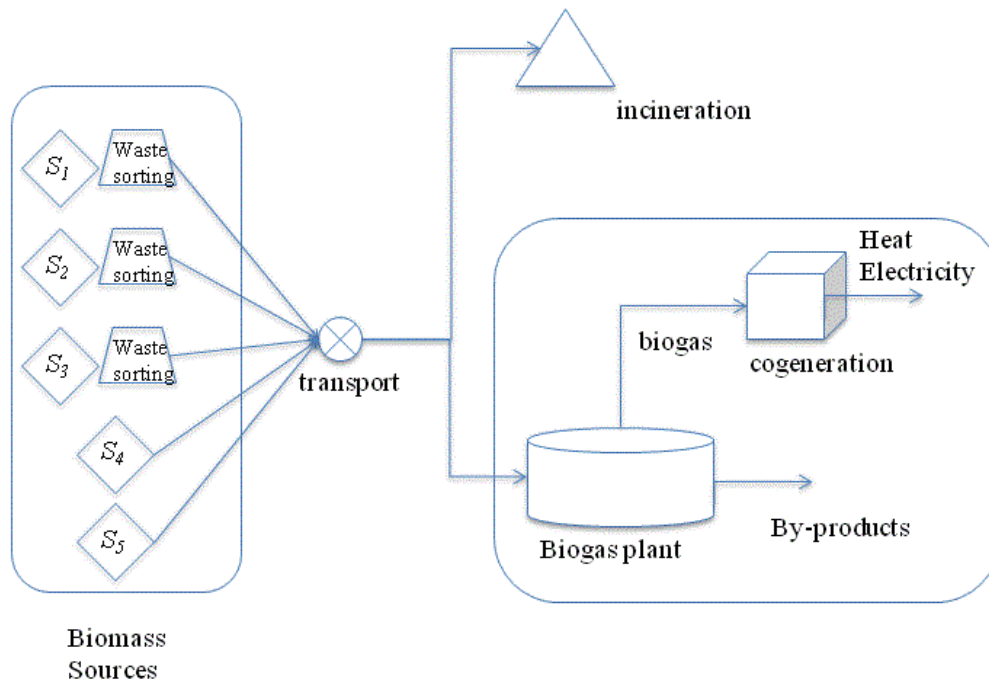 S1
Waste
sorting
S2
Waste
sorting
S3
Waste
sorting
S4
S5
Biomass
Sources
transport
incineration
Heat
Electricity
biogas
cogeneration
Biogas plant
By-products